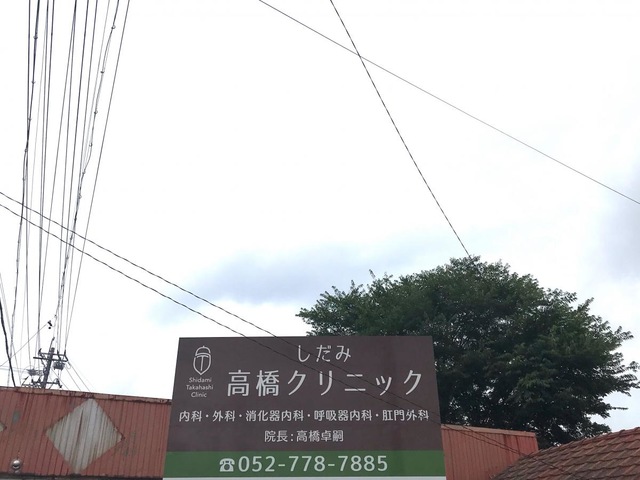 しだみ
Shidami
Takahashi
Clinic
高橋クリニック
内科・外科・消化器内科・呼吸器内科・肛門外科
院長：高橋卓嗣
☎052-778-7885